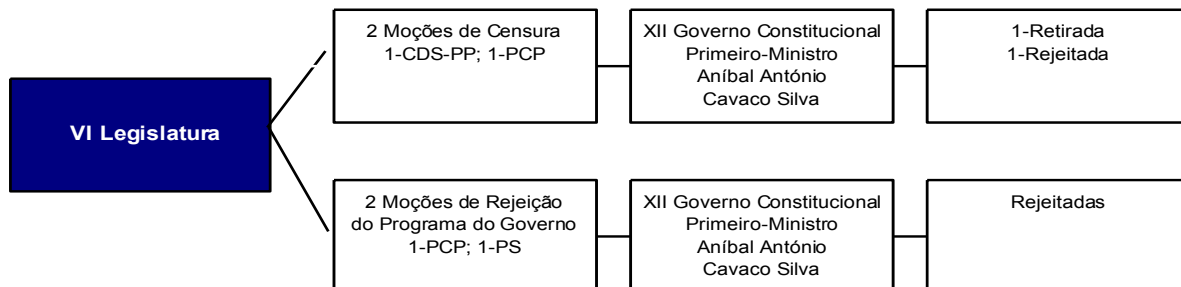 VI Legislatura
2 Moções de Censura
1-CDS-PP; 1-PCP
XII Governo Constitucional
Primeiro-Ministro
Aníbal António
Cavaco Silva
1-Retirada
1-Rejeitada
2 Moções de Rejeição
do Programa do Governo
1-PCP; 1-PS
XII Governo Constitucional
Primeiro-Ministro
Aníbal António
Cavaco Silva
Rejeitadas